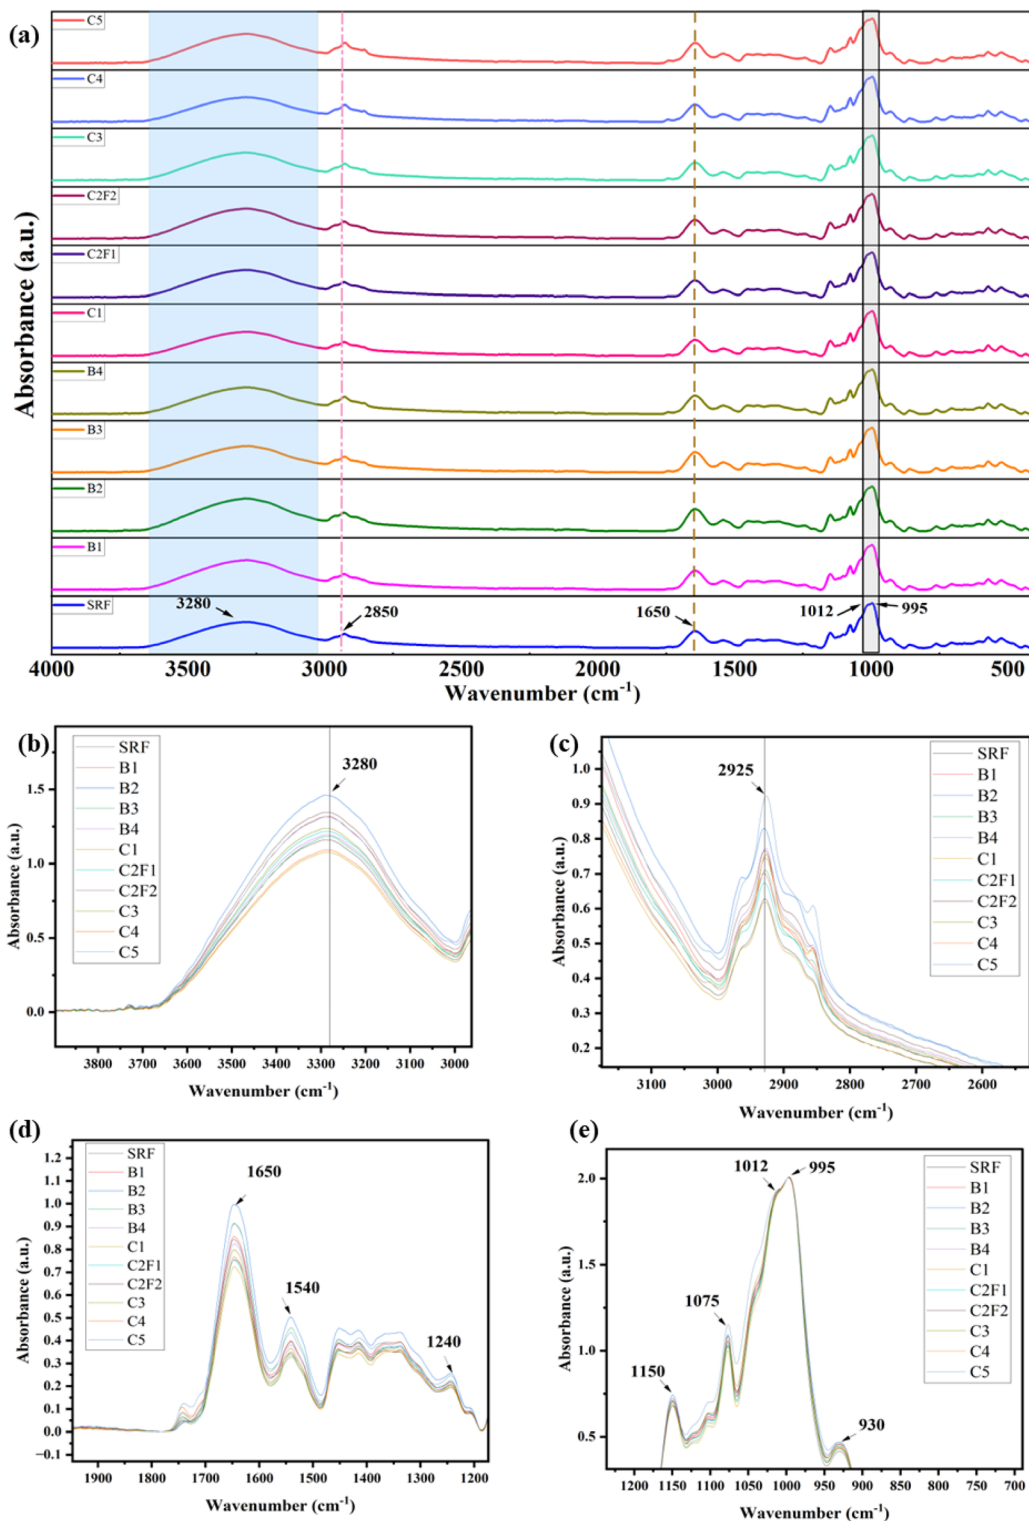 (a)
C5
C4
C3
C2F2
C2F1
C1
B4
B3
B2
B1
SRF
3280
2850
1650
1012
995
Absorbance (a.u.)
4000 3500 3000 2500 2000 1500 1000 500
Wavenumber (cm⁻¹)
(b)
SRF
B1
B2
B3
B4
C1
C2F1
C2F2
C3
C4
C5
3280
Absorbance (a.u.)
1.5
1.0
0.5
0.0
3800 3700 3600 3500 3400 3300 3200 3100 3000
Wavenumber (cm⁻¹)
(c)
SRF
B1
B2
B3
B4
C1
C2F1
C2F2
C3
C4
C5
2925
Absorbance (a.u.)
1.0
0.9
0.8
0.7
0.6
0.5
0.4
0.3
0.2
3100 3000 2900 2800 2700 2600
Wavenumber (cm⁻¹)
(d)
SRF
B1
B2
B3
B4
C1
C2F1
C2F2
C3
C4
C5
1650
1540
1240
Absorbance (a.u.)
1.2
1.1
1.0
0.9
0.8
0.7
0.6
0.5
0.4
0.3
0.2
0.1
0.0
−0.1
1900 1800 1700 1600 1500 1400 1300 1200
Wavenumber (cm⁻¹)
(e)
SRF
B1
B2
B3
B4
C1
C2F1
C2F2
C3
C4
C5
1012
995
1075
1150
930
Absorbance (a.u.)
2.0
1.5
1.0
0.5
1200 1150 1100 1050 1000 950 900 850 800 750 700
Wavenumber (cm⁻¹)